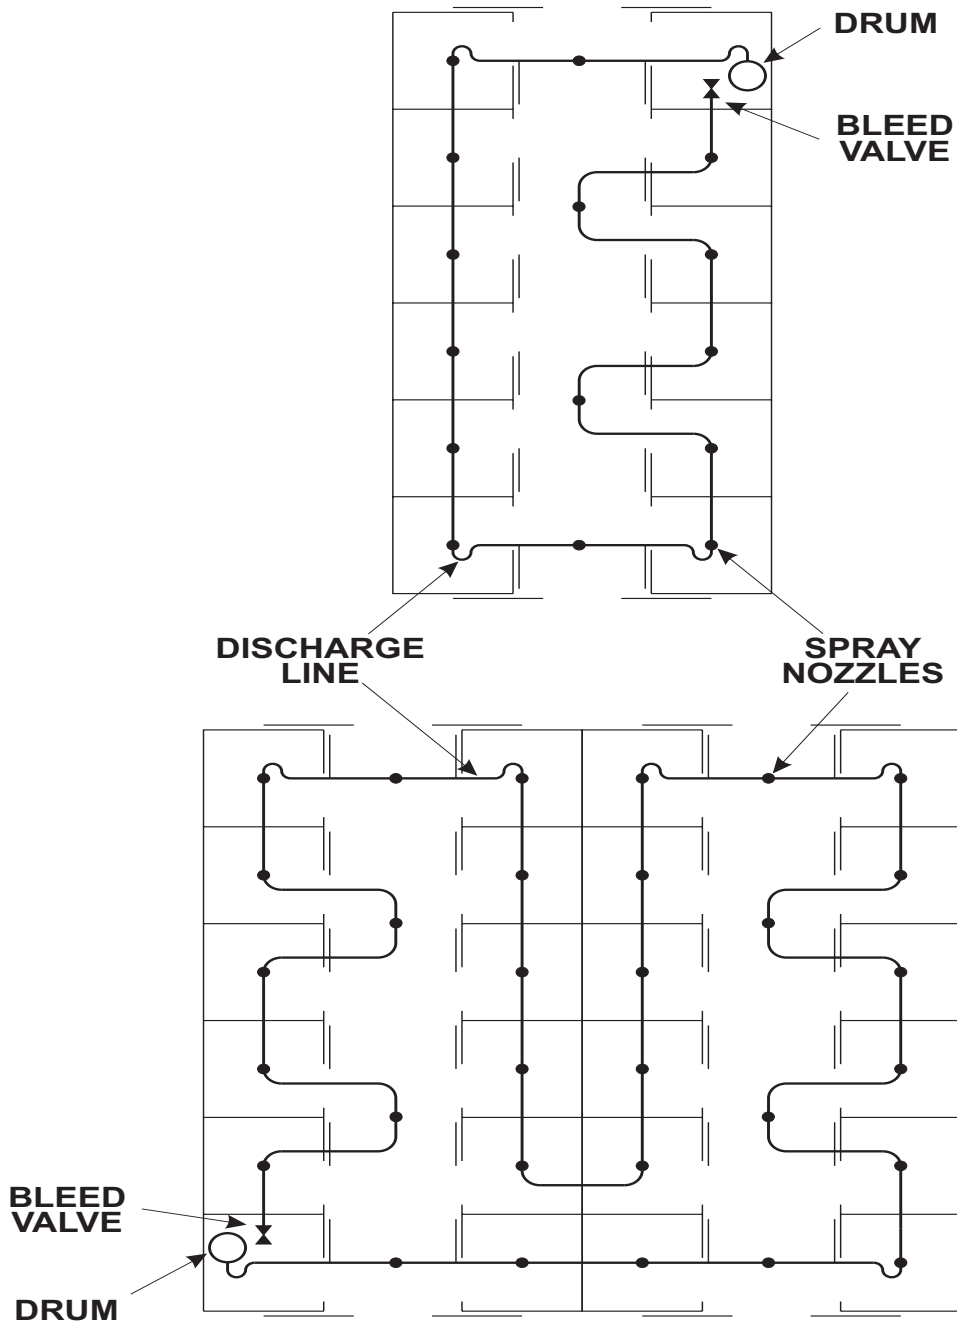 DRUM
BLEED
VALVE
DISCHARGE
LINE
SPRAY
NOZZLES
BLEED
VALVE
DRUM